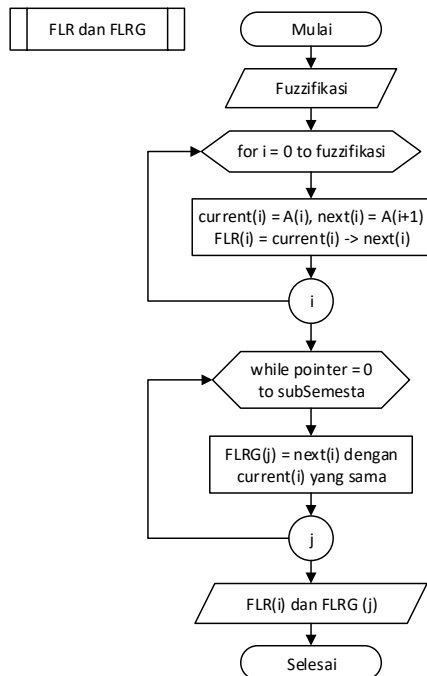 FLR dan FLRG
Mulai
Fuzzifikasi
for i = 0 to fuzzifikasi
current(i) = A(i), next(i) = A(i+1)
FLR(i) = current(i) -> next(i)
i
while pointer = 0
to subSemesta
FLRG(j) = next(i) dengan
current(i) yang sama
j
FLR(i) dan FLRG (j)
Selesai